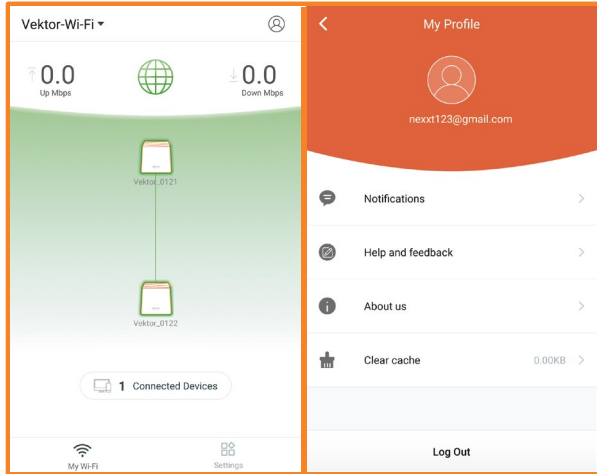 Vektor-Wi-Fi
0.0
Up Mbps
0.0
Down Mbps
Vektor_0121
Vektor_0122
1 Connected Devices
My Wi-Fi
Settings
My Profile
nexxt123@gmail.com
Notifications
Help and feedback
About us
Clear cache 0.00KB
Log Out